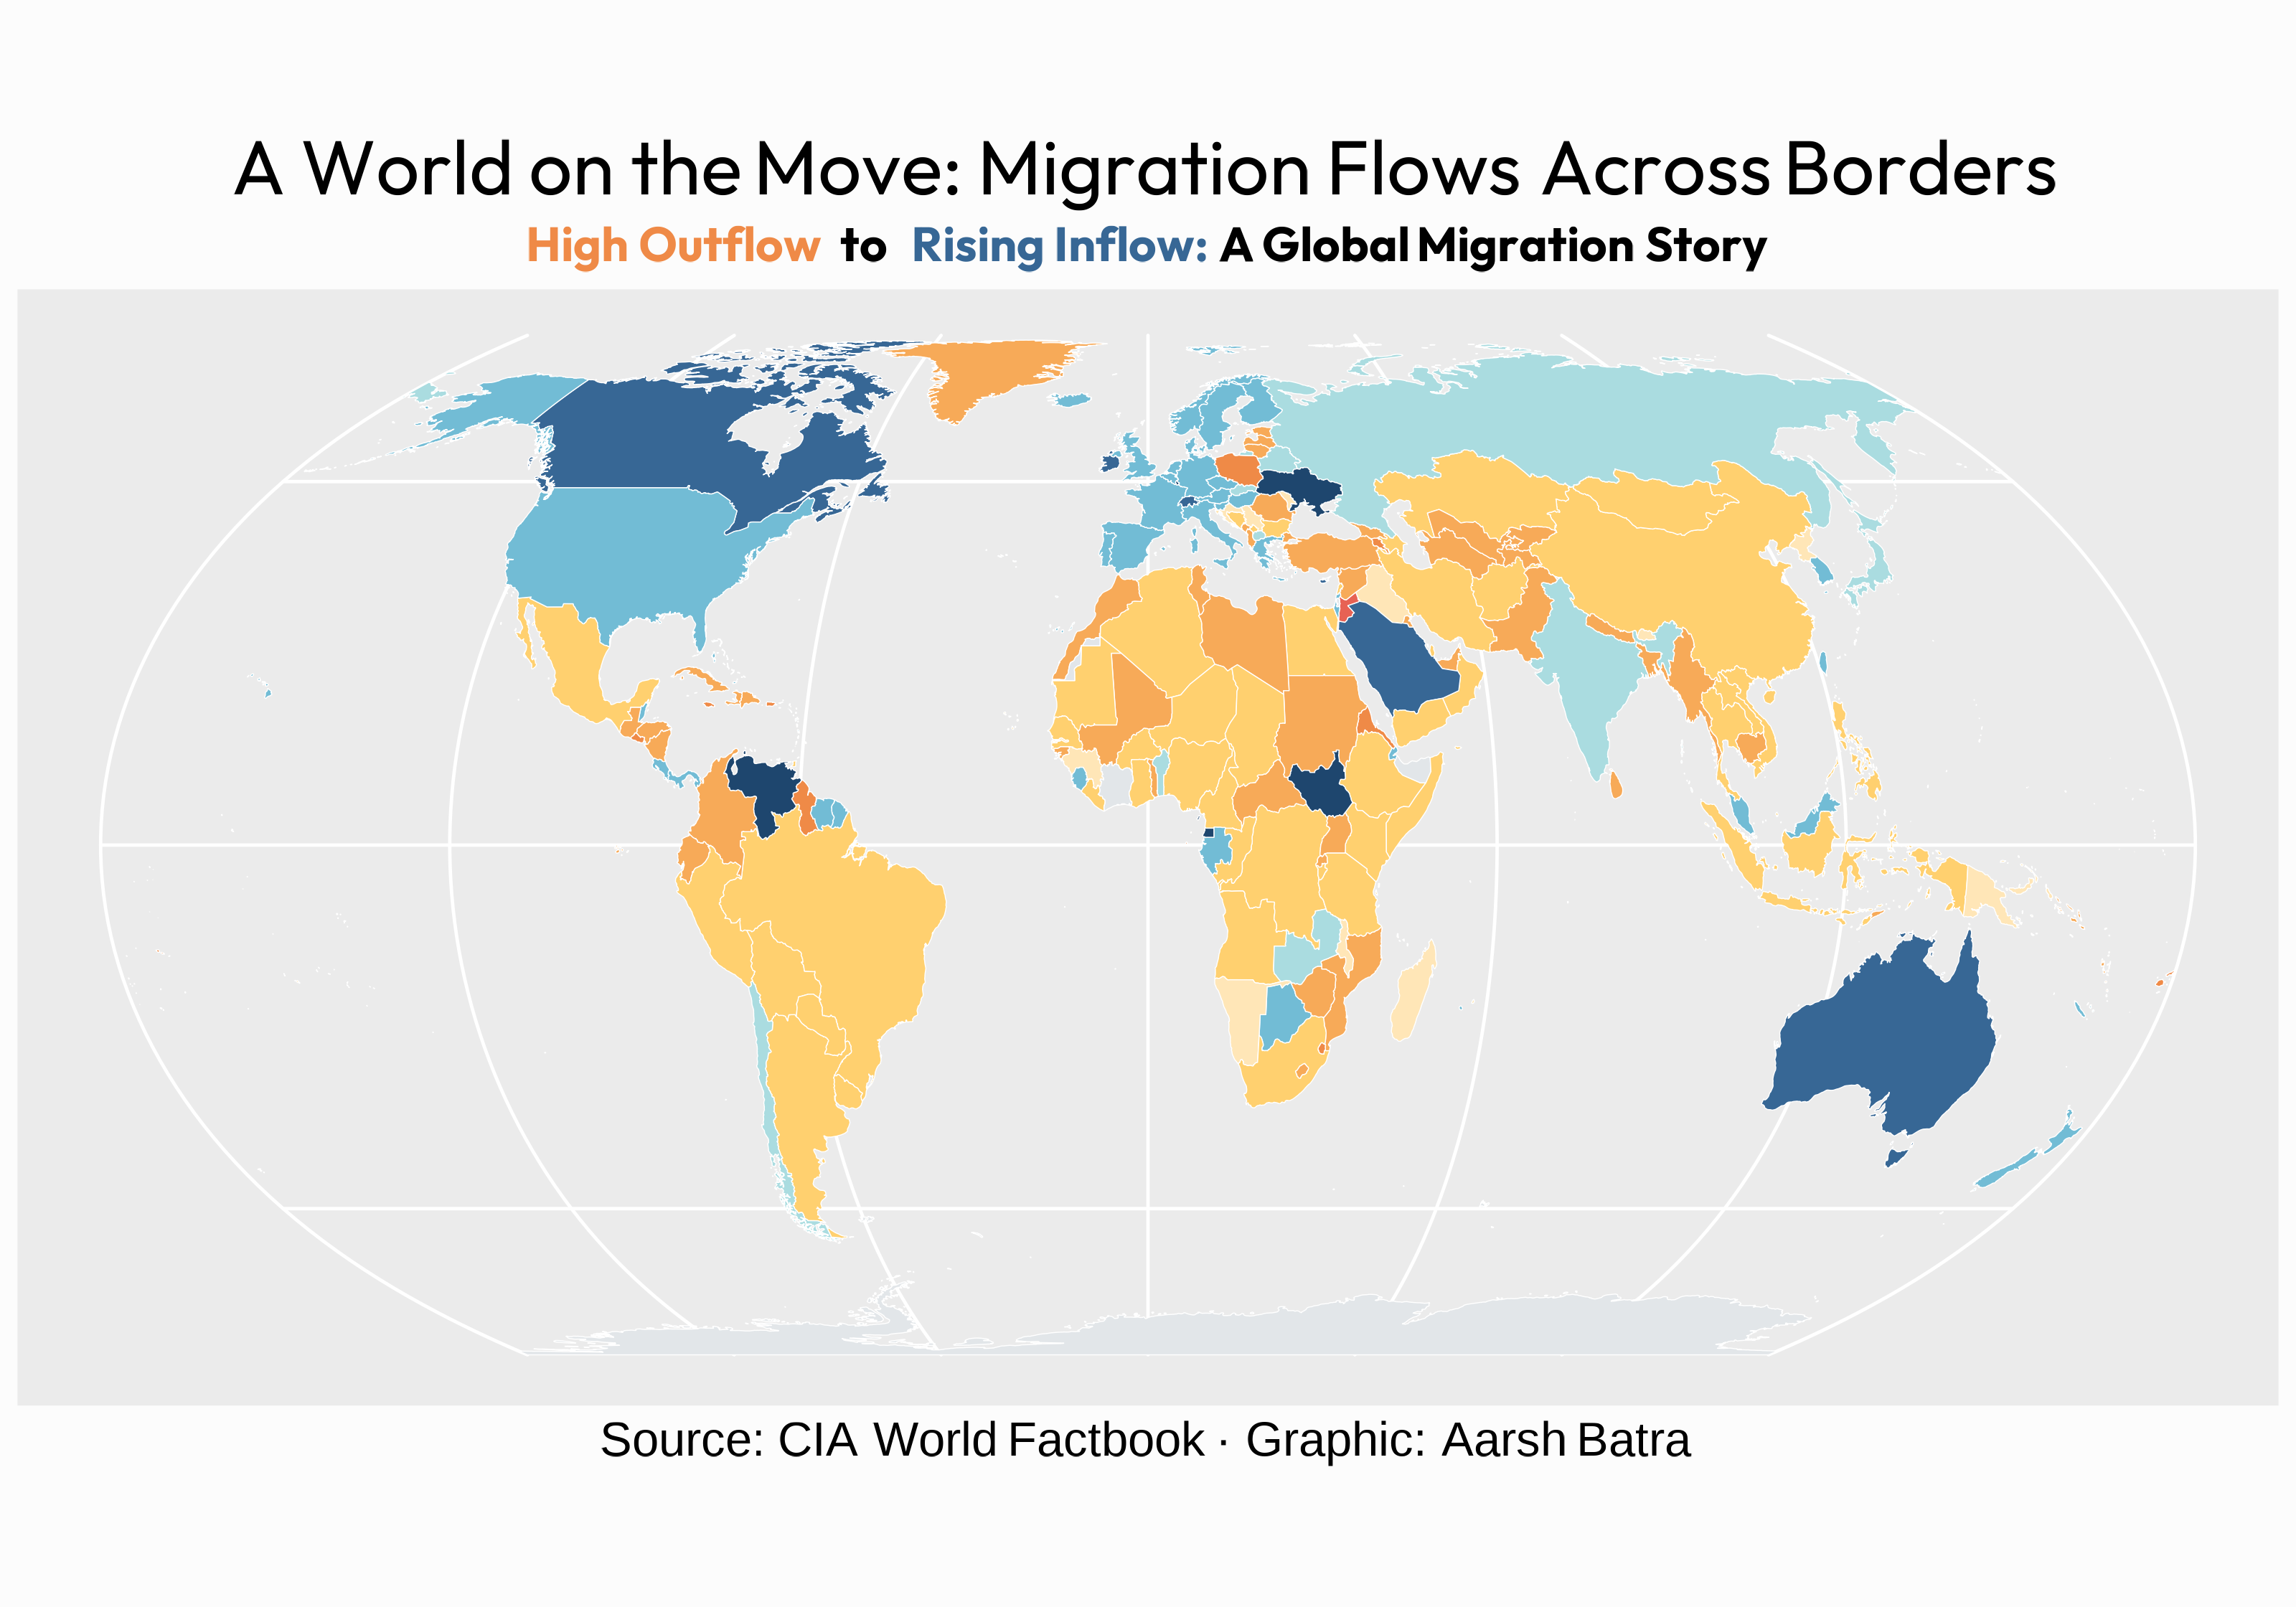 A World on the Move: Migration Flows Across Borders
High Outflow to Rising Inflow: A Global Migration Story
Source: CIA World Factbook · Graphic: Aarsh Batra